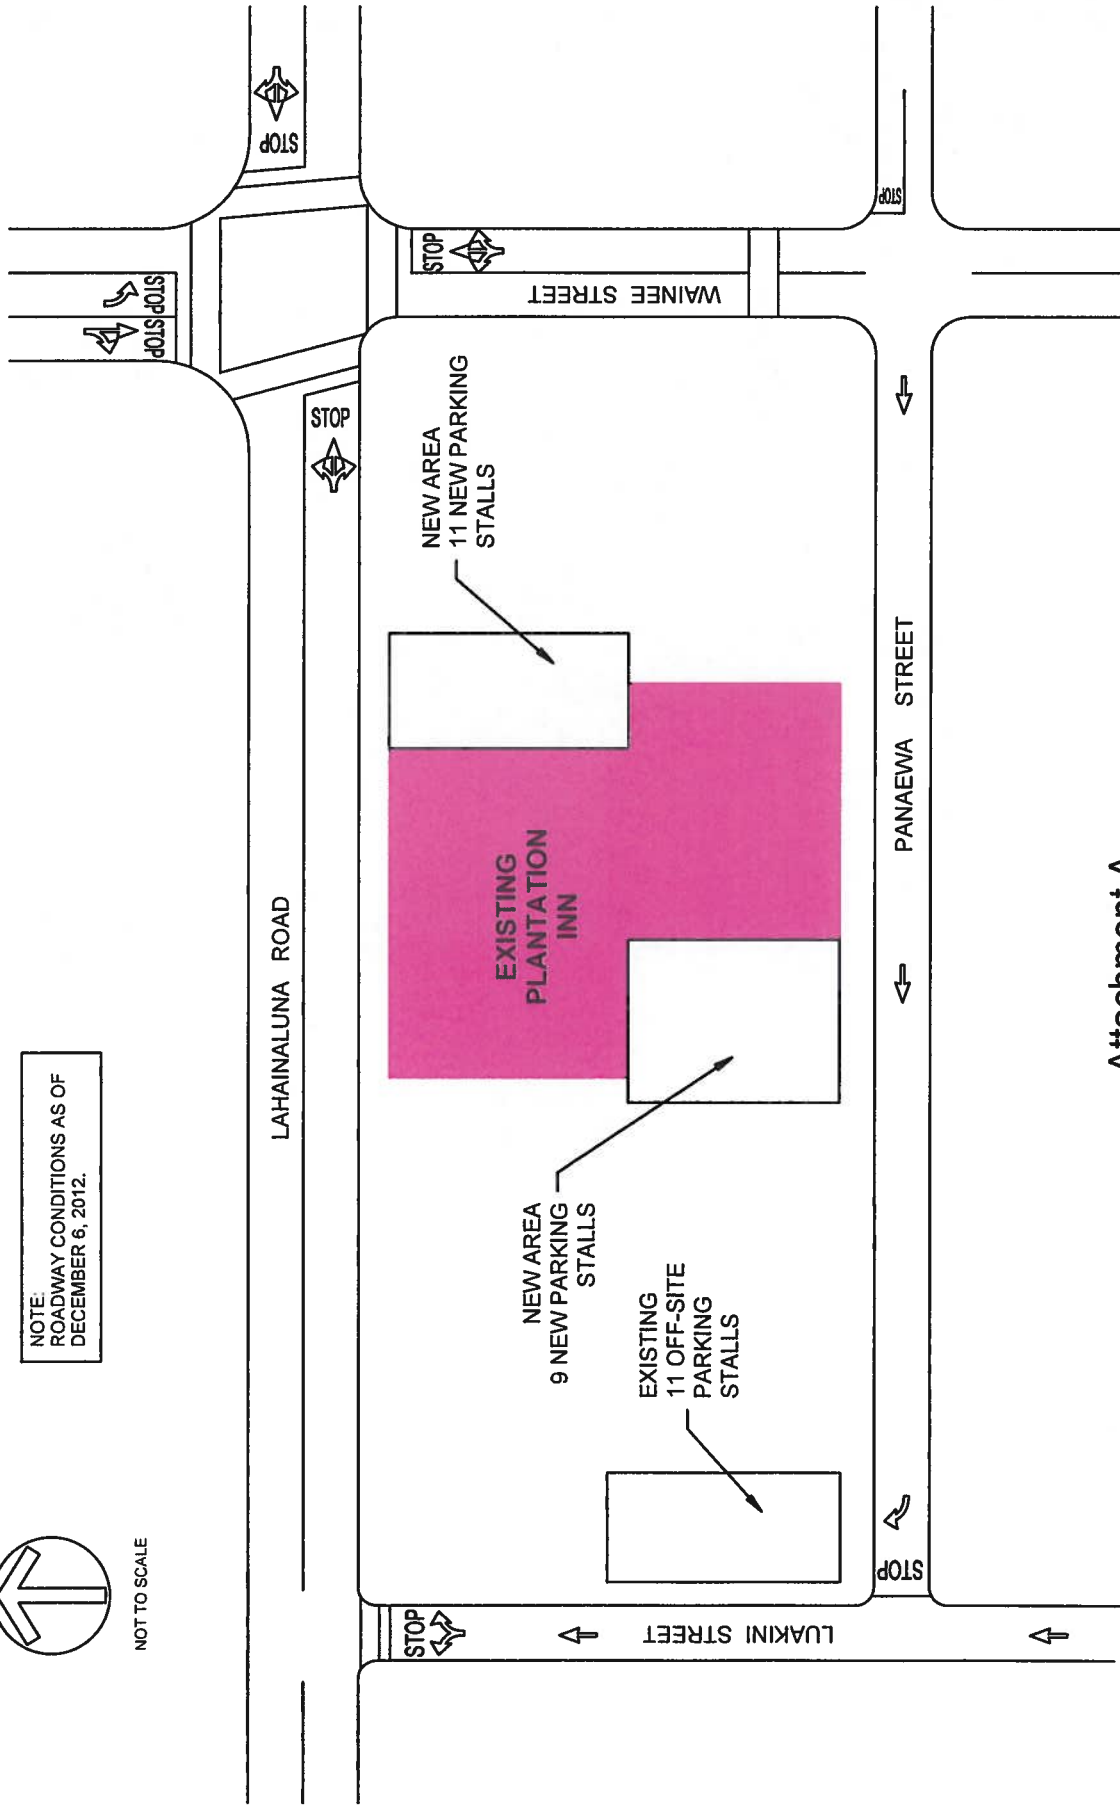 NOTE:
ROADWAY CONDITIONS AS OF
DECEMBER 6, 2012.
NOT TO SCALE
STOP
STOP
STOP
LAHAINALUNA ROAD
STOP
STOP
WAINEE STREET
STOP
NEW AREA
11 NEW PARKING
STALLS
EXISTING
PLANTATION
INN
NEW AREA
9 NEW PARKING
STALLS
EXISTING
11 OFF-SITE
PARKING
STALLS
PANAEWA STREET
STOP
STOP
LUAKINI STREET
Attachment A